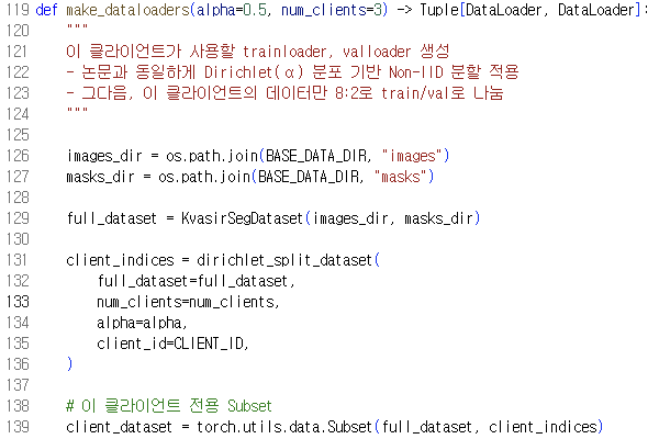 119 def make_dataloaders(alpha=0.5, num_clients=3) -> Tuple[DataLoader, DataLoader]:
120     """
121     이 클라이언트가 사용할 trainloader, valloader 생성
122     - 논문과 동일하게 Dirichlet(α) 분포 기반 Non-IID 분할 적용
123     - 그다음, 이 클라이언트의 데이터만 8:2로 train/val로 나눔
124     """
125
126     images_dir = os.path.join(BASE_DATA_DIR, "images")
127     masks_dir = os.path.join(BASE_DATA_DIR, "masks")
128
129     full_dataset = KvasirSegDataset(images_dir, masks_dir)
130
131     client_indices = dirichlet_split_dataset(
132         full_dataset=full_dataset,
133         num_clients=num_clients,
134         alpha=alpha,
135         client_id=CLIENT_ID,
136     )
137
138     # 이 클라이언트 전용 Subset
139     client_dataset = torch.utils.data.Subset(full_dataset, client_indices)